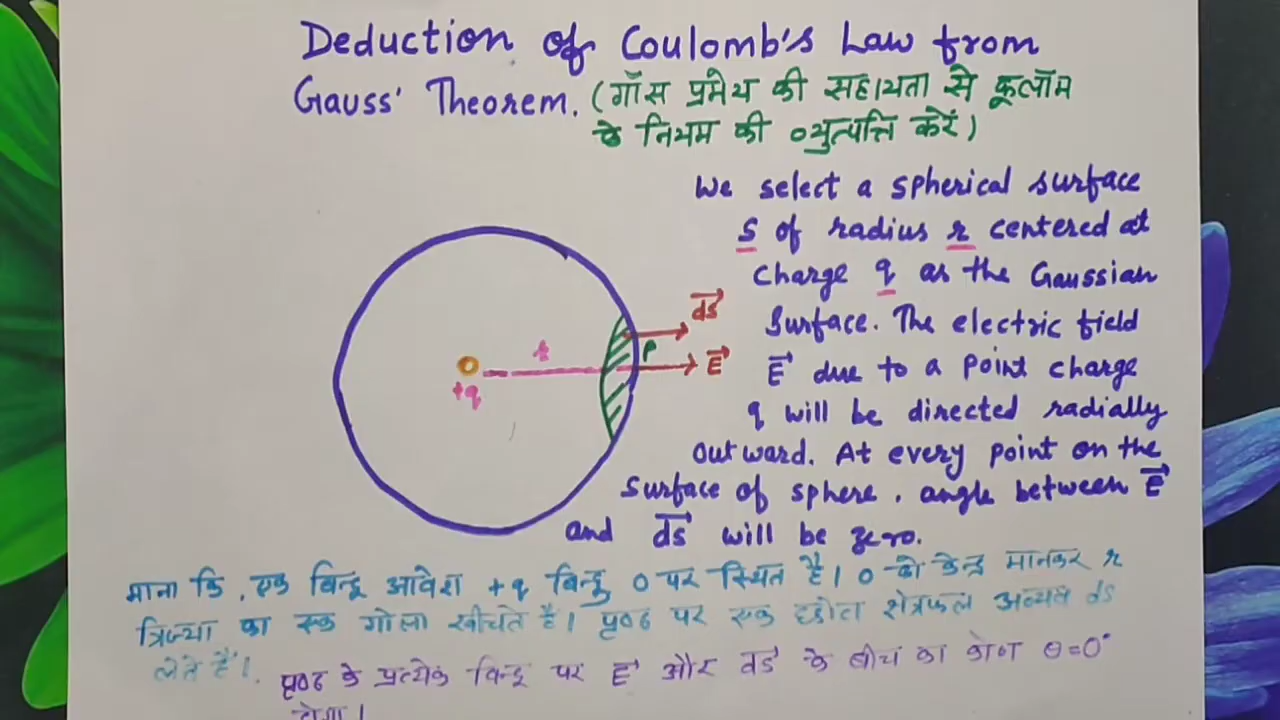 Deduction of Coulomb's Law from
Gauss' Theorem. (गॉस प्रमेय की सहायता से कूलॉम
के नियम की व्युत्पत्ति करें)
We select a spherical surface
S of radius r centered at
charge q as the Gaussian
Surface. The electric field
E⃗ due to a point charge
q will be directed radially
outward. At every point on the
surface of sphere, angle between E⃗
and ds⃗ will be zero.
ds⃗
r
P
E⃗
+q
माना कि, एक बिन्दू आवेश +q बिन्दु O पर स्थित है। O को केन्द्र मानकर r
त्रिज्या का एक गोला खींचते है। पृष्ठ पर एक छोटा क्षेत्रफल अव्यव ds
लेते हैं।
पृष्ठ के प्रत्येक बिन्दू पर E⃗ और ds⃗ के बीच का कोण θ=0°
होगा।